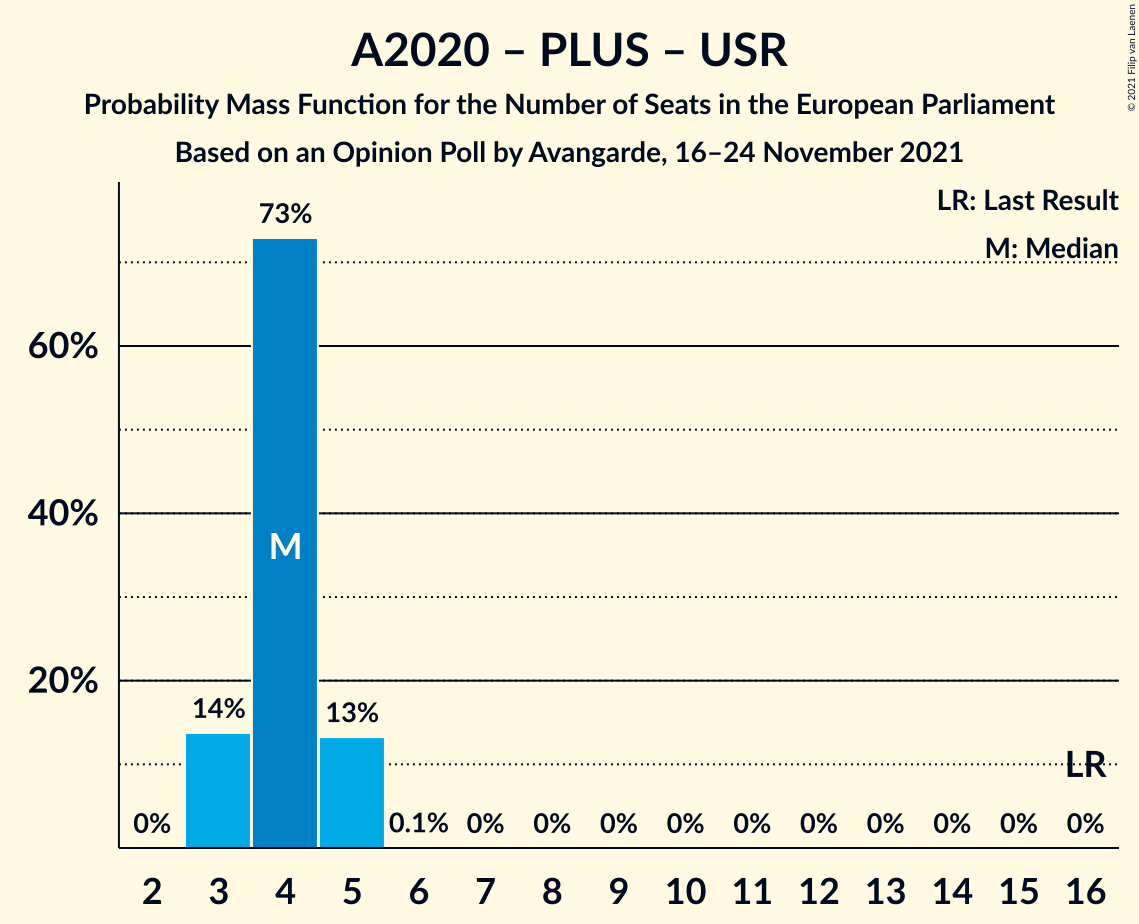 A2020 – PLUS – USR
Probability Mass Function for the Number of Seats in the European Parliament
Based on an Opinion Poll by Avangarde, 16–24 November 2021
© 2021 Filip van Laenen
LR: Last Result
M: Median
73%
60%
40%
M
20%
14%
13%
LR
0%
0.1%
0%
0%
0%
0%
0%
0%
0%
0%
0%
0%
2 3 4 5 6 7 8 9 10 11 12 13 14 15 16